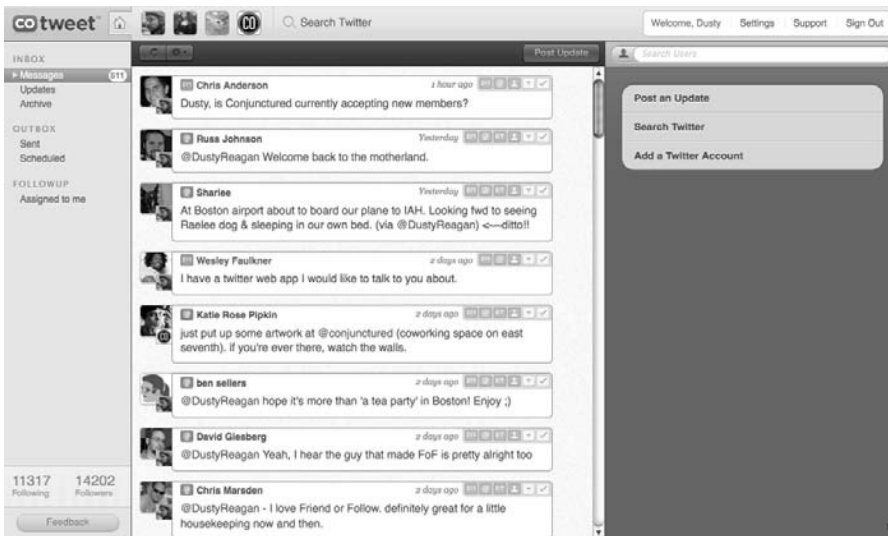 cotweet
CO
Search Twitter
Welcome, Dusty
Settings
Support
Sign Out
INBOX
Messages
611
Updates
Archive
OUTBOX
Sent
Scheduled
FOLLOWUP
Assigned to me
11317
Following
14202
Followers
Feedback
Post Update
Chris Anderson
1 hour ago
Dusty, is Conjunctured currently accepting new members?
Russ Johnson
Yesterday
@DustyReagan Welcome back to the motherland.
Sharlee
Yesterday
At Boston airport about to board our plane to IAH. Looking fwd to seeing
Raelee dog & sleeping in our own bed. (via @DustyReagan) <~~ditto!!
Wesley Faulkner
2 days ago
I have a twitter web app I would like to talk to you about.
Katie Rose Pipkin
2 days ago
just put up some artwork at @conjunctured (coworking space on east
seventh). if you're ever there, watch the walls.
ben sellers
2 days ago
@DustyReagan hope it's more than 'a tea party' in Boston! Enjoy ;)
David Glesberg
2 days ago
@DustyReagan Yeah, I hear the guy that made FoF is pretty alright too
Chris Marsden
2 days ago
@DustyReagan - I love Friend or Follow. definitely great for a little
housekeeping now and then.
Search Users
Post an Update
Search Twitter
Add a Twitter Account